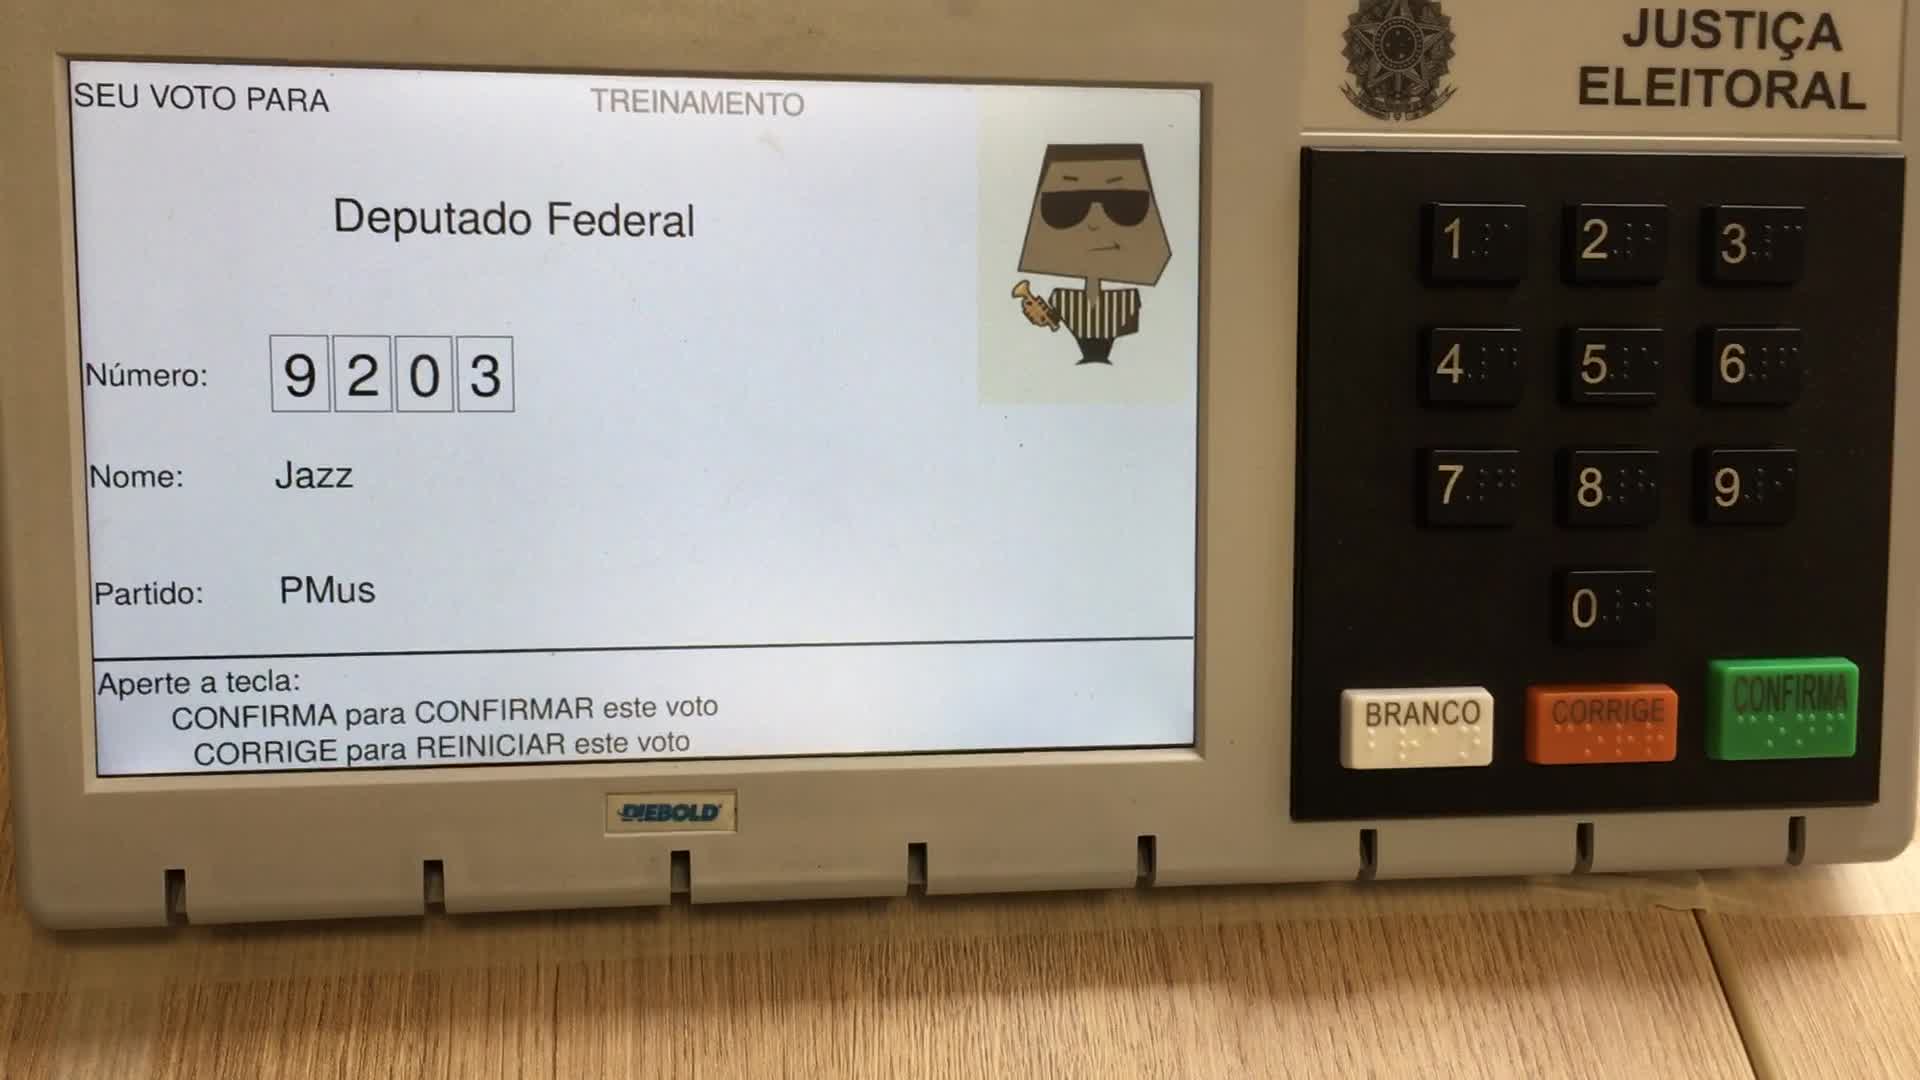 SEU VOTO PARA TREINAMENTO
Deputado Federal
Número: 9203
Nome: Jazz
Partido: PMus
Aperte a tecla:
CONFIRMA para CONFIRMAR este voto
CORRIGE para REINICIAR este voto
DIEBOLD
JUSTIÇA
ELEITORAL
1 2 3
4 5 6
7 8 9
0
BRANCO CORRIGE CONFIRMA